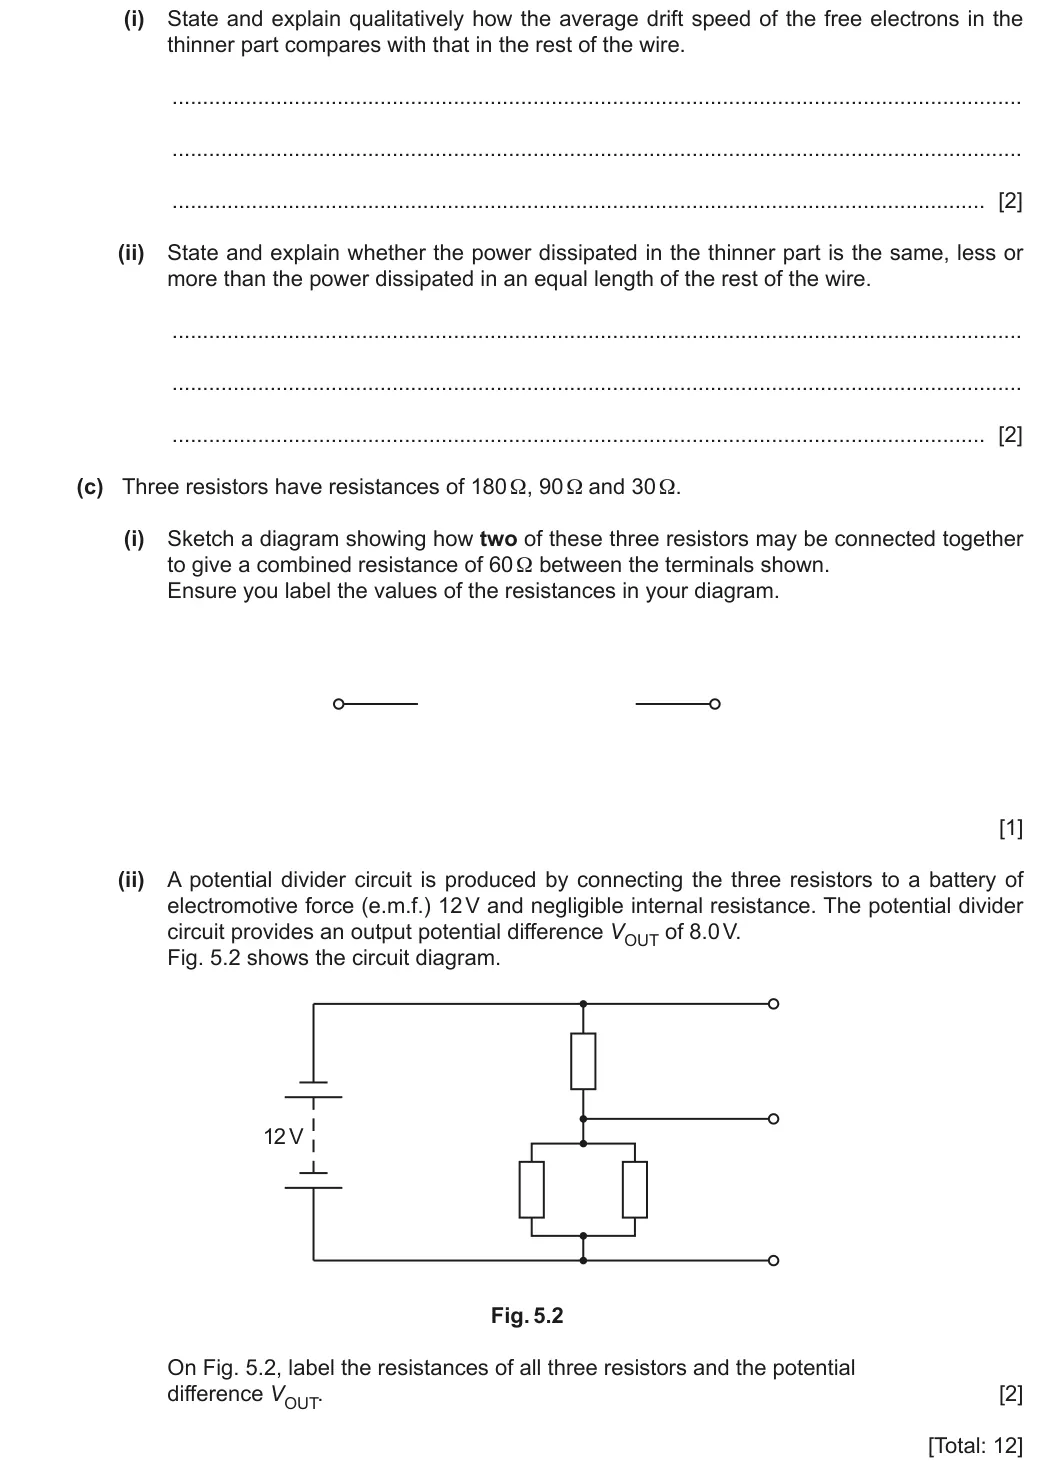 (i) State and explain qualitatively how the average drift speed of the free electrons in the
thinner part compares with that in the rest of the wire.
..........................................................................................................................................
..........................................................................................................................................
.................................................................................................................................... [2]
(ii) State and explain whether the power dissipated in the thinner part is the same, less or
more than the power dissipated in an equal length of the rest of the wire.
..........................................................................................................................................
..........................................................................................................................................
.................................................................................................................................... [2]
(c) Three resistors have resistances of 180 Ω, 90 Ω and 30 Ω.
(i) Sketch a diagram showing how two of these three resistors may be connected together
to give a combined resistance of 60 Ω between the terminals shown.
Ensure you label the values of the resistances in your diagram.
[1]
(ii) A potential divider circuit is produced by connecting the three resistors to a battery of
electromotive force (e.m.f.) 12 V and negligible internal resistance. The potential divider
circuit provides an output potential difference VOUT of 8.0 V.
Fig. 5.2 shows the circuit diagram.
12 V
Fig. 5.2
On Fig. 5.2, label the resistances of all three resistors and the potential
difference VOUT. [2]
[Total: 12]